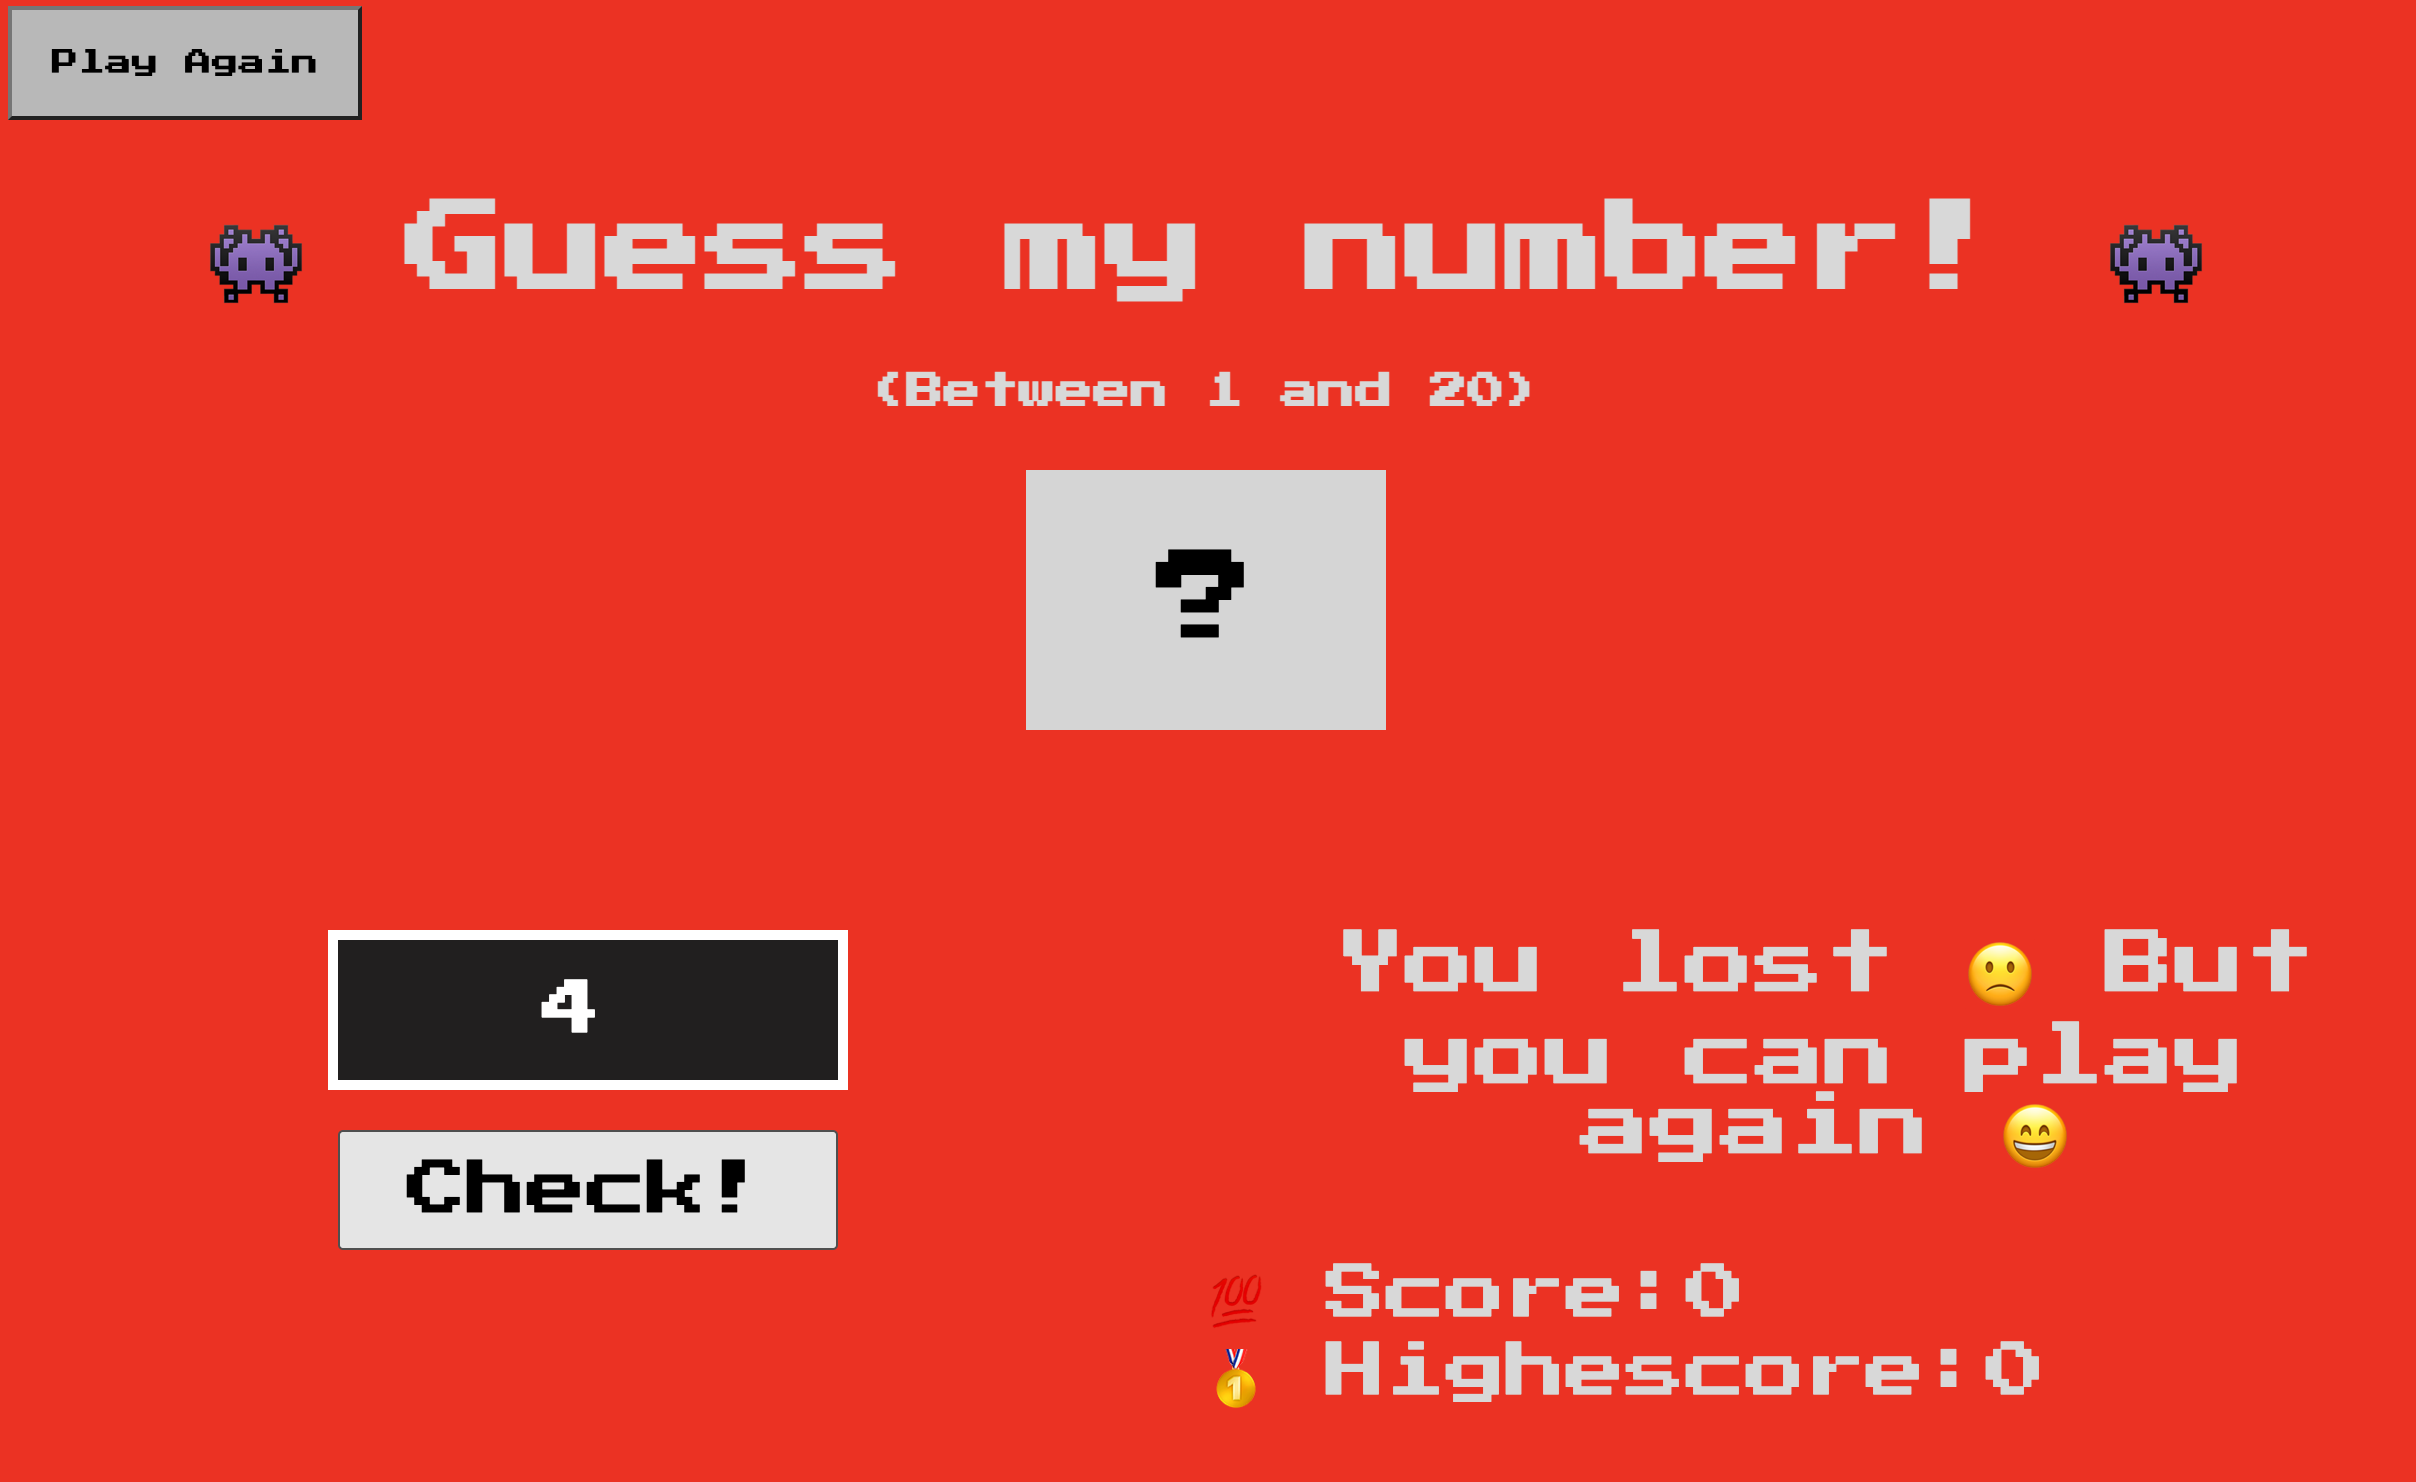 Play Again
👾 Guess my number! 👾
(Between 1 and 20)
?
4
Check!
You lost 🙁 But
you can play
again 😄
💯 Score:0
🥇 Highescore:0